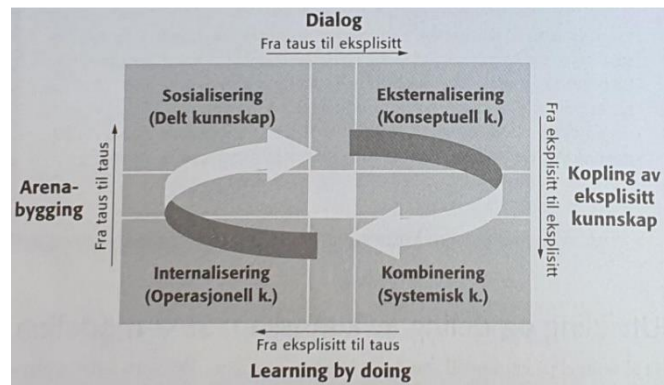 Dialog
Fra taus til eksplisitt
Sosialisering
(Delt kunnskap)
Eksternalisering
(Konseptuell k.)
Arena-
bygging
Fra taus til taus
Fra eksplisitt til eksplisitt
Kopling av
eksplisitt
kunnskap
Internalisering
(Operasjonell k.)
Kombinering
(Systemisk k.)
Fra eksplisitt til taus
Learning by doing